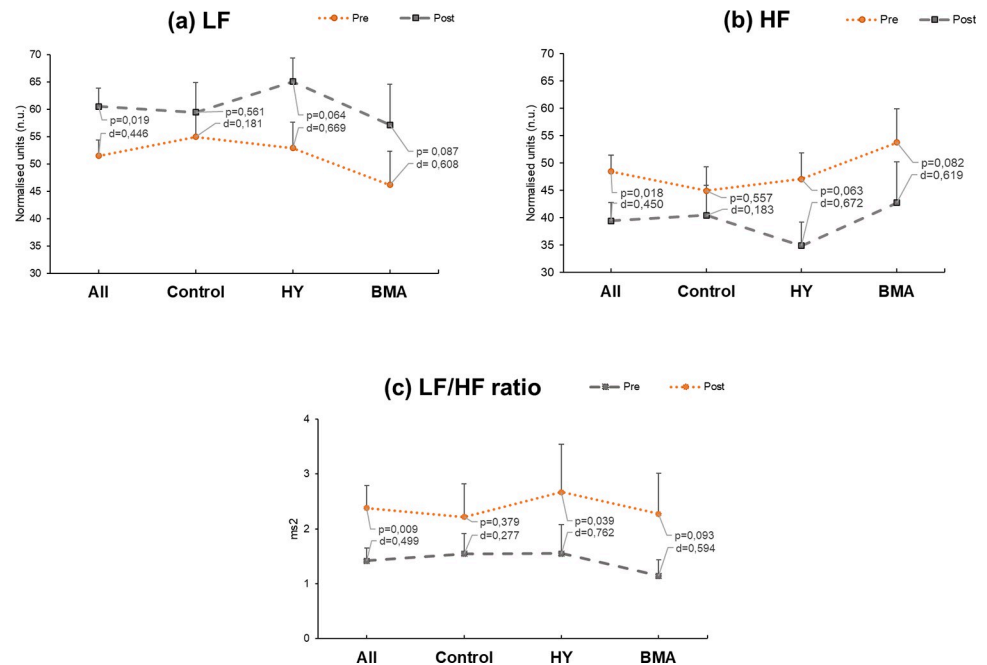 (a) LF
Pre
Post
Normalised units (n.u.)
70
65
60
55
50
45
40
35
30
p=0,019
d=0,446
p=0,561
d=0,181
p=0,064
d=0,669
p= 0,087
d= 0,608
All
Control
HY
BMA
(b) HF
Pre
Post
Normalised units (n.u.)
70
65
60
55
50
45
40
35
30
p=0,018
d=0,450
p=0,557
d=0,183
p=0,063
d=0,672
p=0,082
d=0,619
All
Control
HY
BMA
(c) LF/HF ratio
Pre
Post
ms2
4
3
2
1
0
p=0,009
d=0,499
p=0,379
d=0,277
p=0,039
d=0,762
p=0,093
d=0,594
All
Control
HY
BMA